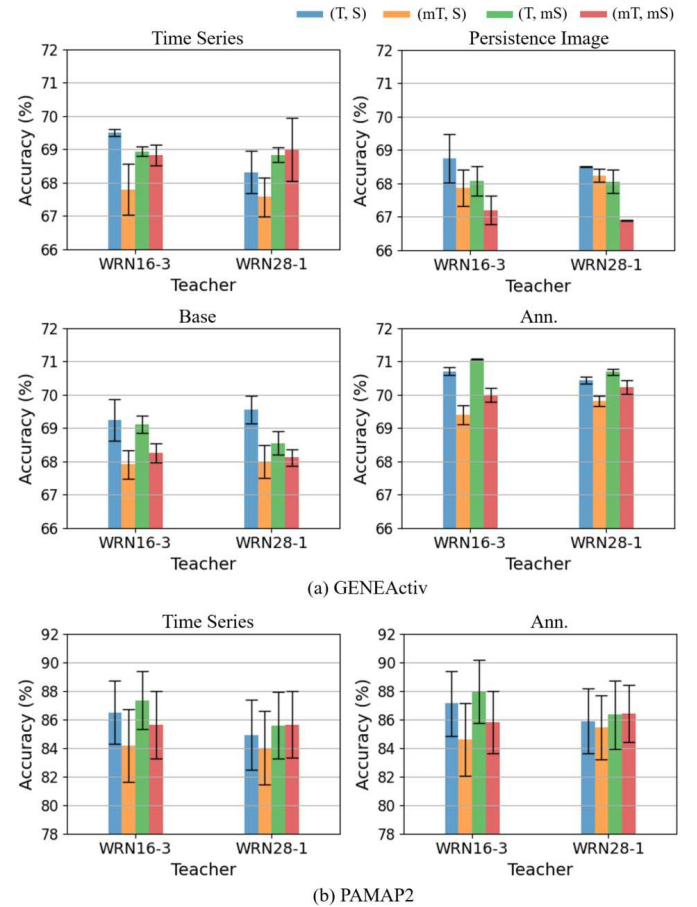 (T, S) (mT, S) (T, mS) (mT, mS)
Time Series Persistence Image
72 72
71 71
70 70
69 69
68 68
67 67
66 66
Accuracy (%) Accuracy (%)
WRN16-3 WRN28-1 WRN16-3 WRN28-1
Teacher Teacher
Base Ann.
72 72
71 71
70 70
69 69
68 68
67 67
66 66
Accuracy (%) Accuracy (%)
WRN16-3 WRN28-1 WRN16-3 WRN28-1
Teacher Teacher
(a) GENEActiv
Time Series Ann.
92 92
90 90
88 88
86 86
84 84
82 82
80 80
78 78
Accuracy (%) Accuracy (%)
WRN16-3 WRN28-1 WRN16-3 WRN28-1
Teacher Teacher
(b) PAMAP2